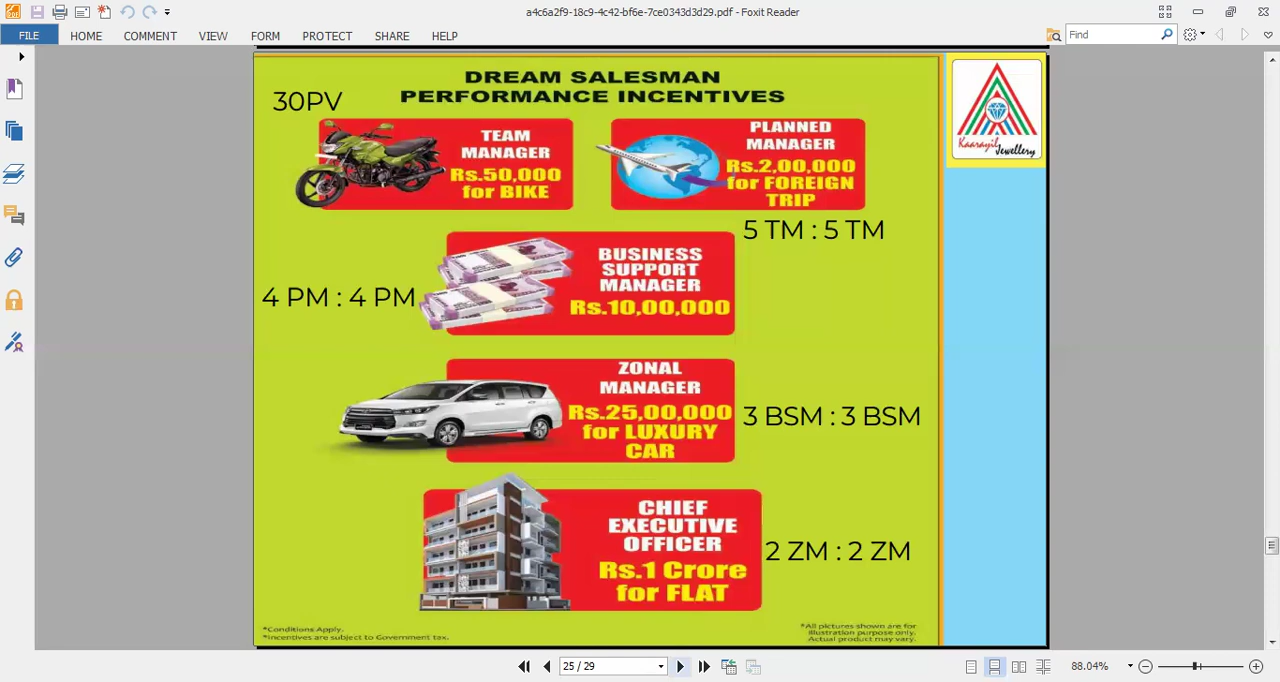 a4c6a2f9-18c9-4c42-bf6e-7ce0343d3d29.pdf - Foxit Reader
FILE HOME COMMENT VIEW FORM PROTECT SHARE HELP Find
DREAM SALESMAN
PERFORMANCE INCENTIVES
30PV
TEAM
MANAGER
Rs.50,000
for BIKE
PLANNED
MANAGER
Rs.2,00,000
for FOREIGN
TRIP
5 TM : 5 TM
BUSINESS
SUPPORT
MANAGER
Rs.10,00,000
4 PM : 4 PM
ZONAL
MANAGER
Rs.25,00,000
for LUXURY
CAR
3 BSM : 3 BSM
CHIEF
EXECUTIVE
OFFICER
Rs.1 Crore
for FLAT
2 ZM : 2 ZM
*Conditions Apply.
*Incentives are subject to Government tax.
*All pictures shown are for
illustration purpose only.
Actual product may vary.
Kaarayil
Jewellery
25 / 29
88.04%